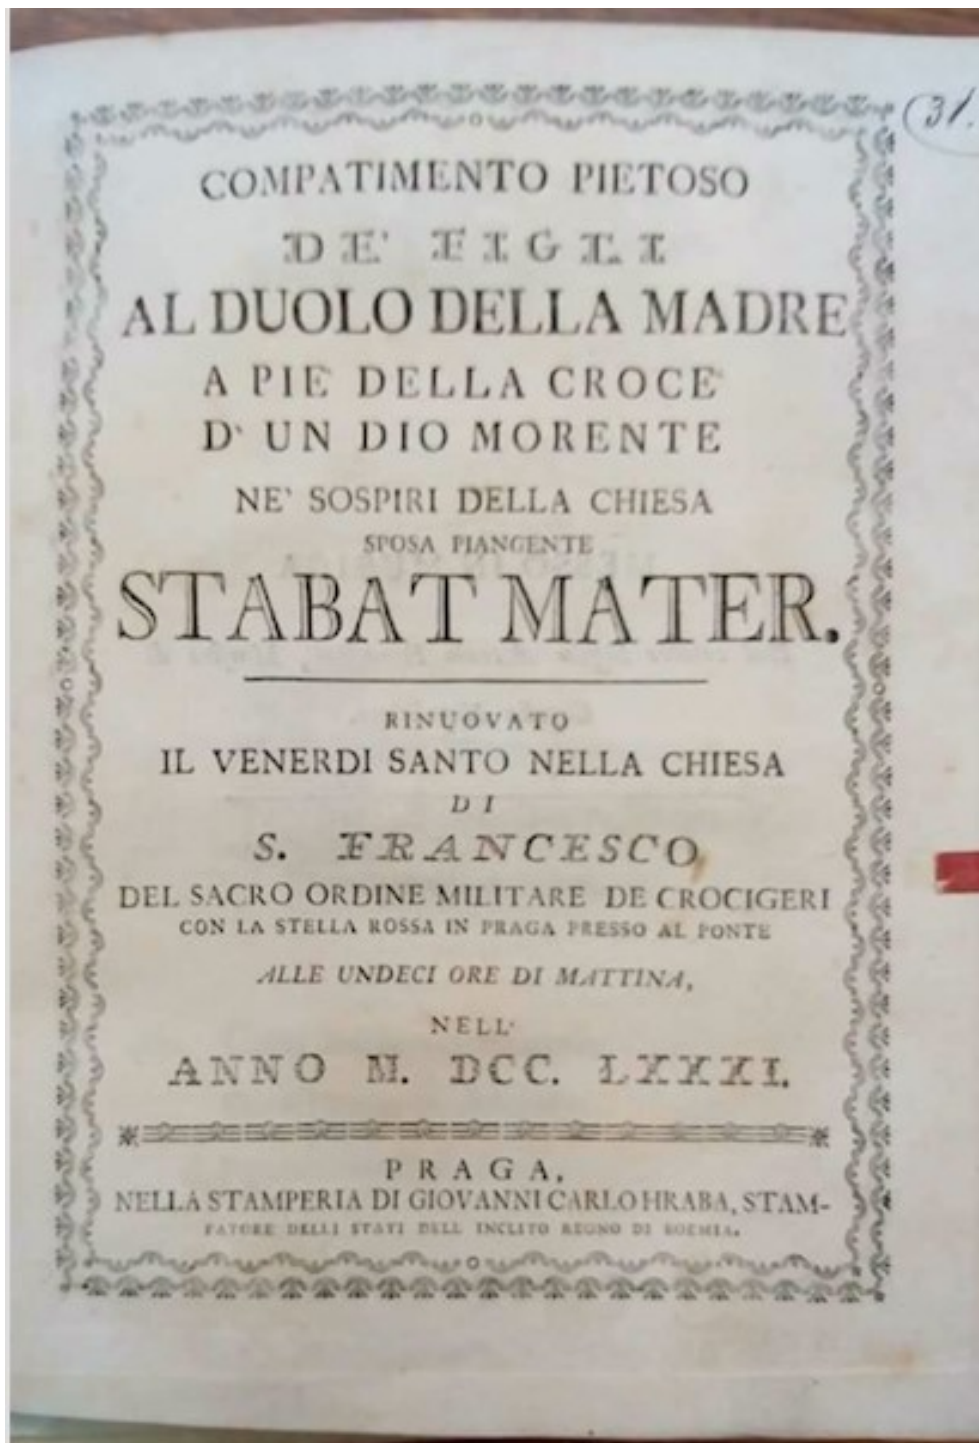 31.
COMPATIMENTO PIETOSO
DE' FIGLI
AL DUOLO DELLA MADRE
A PIE DELLA CROCE
D' UN DIO MORENTE
NE' SOSPIRI DELLA CHIESA
SPOSA PIANGENTE
STABAT MATER.
RINUOVATO
IL VENERDI SANTO NELLA CHIESA
DI
S. FRANCESCO
DEL SACRO ORDINE MILITARE DE CROCIGERI
CON LA STELLA ROSSA IN PRAGA PRESSO AL PONTE
ALLE UNDECI ORE DI MATTINA,
NELL'
ANNO M. DCC. LXXXI.
PRAGA,
NELLA STAMPERIA DI GIOVANNI CARLO HRABA, STAM-
PATORE DELLI STATI DELL INCLITO REGNO DI BOEMIA.